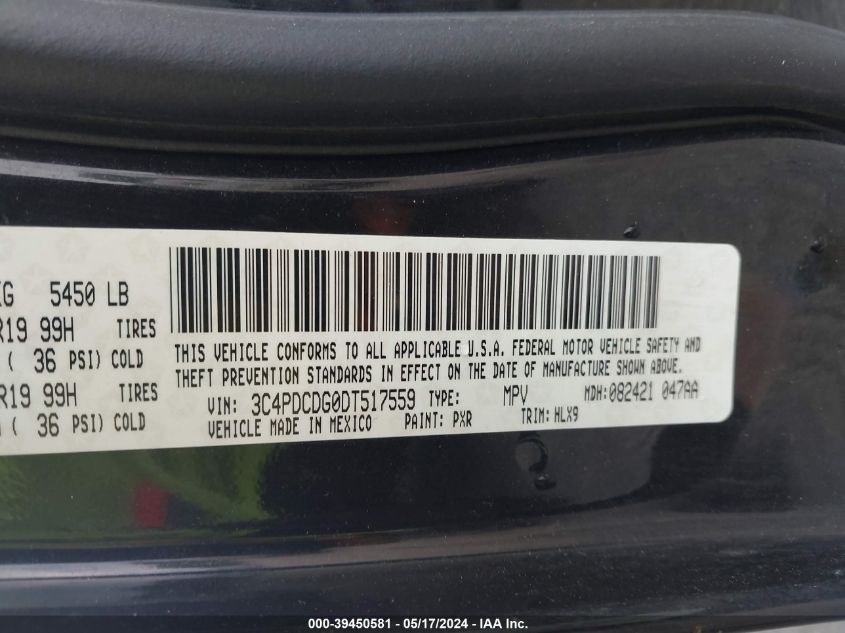 KG 5450 LB
R19 99H TIRES
( 36 PSI) COLD
R19 99H TIRES
( 36 PSI) COLD
THIS VEHICLE CONFORMS TO ALL APPLICABLE U.S.A. FEDERAL MOTOR VEHICLE SAFETY AND
THEFT PREVENTION STANDARDS IN EFFECT ON THE DATE OF MANUFACTURE SHOWN ABOVE.
VIN: 3C4PDCDG0DT517559 TYPE: MPV MDH:082421 047AA
VEHICLE MADE IN MEXICO PAINT: PXR TRIM: HLX9
000-39450581 - 05/17/2024 - IAA Inc.